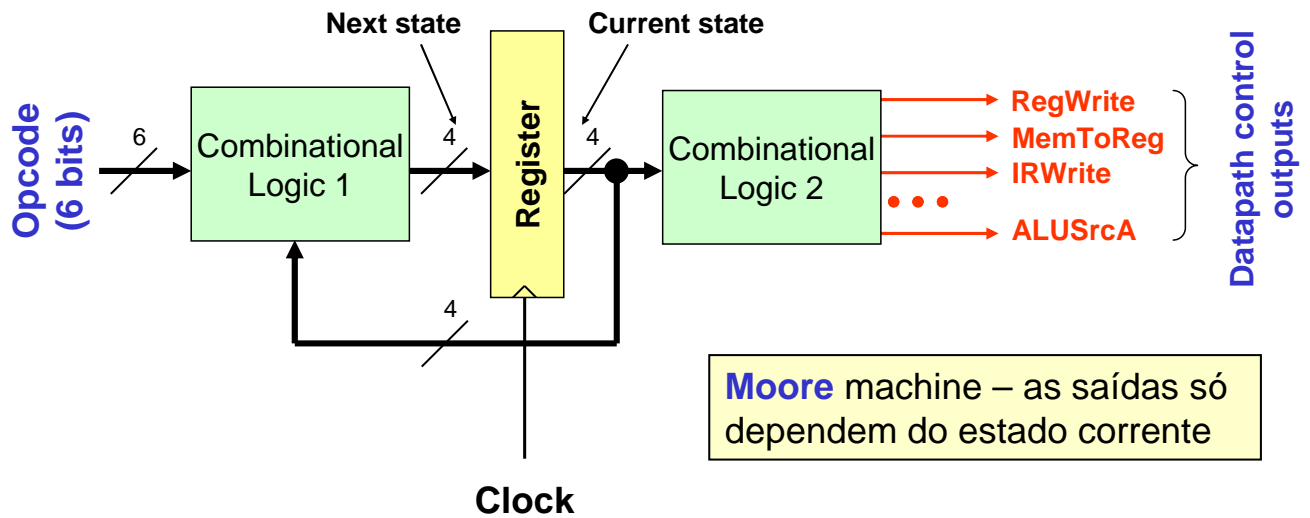 Next state
Current state
Opcode
(6 bits)
6
Combinational
Logic 1
4
Register
4
Combinational
Logic 2
RegWrite
MemToReg
IRWrite
ALUSrcA
Datapath control
outputs
4
Moore machine – as saídas só
dependem do estado corrente
Clock